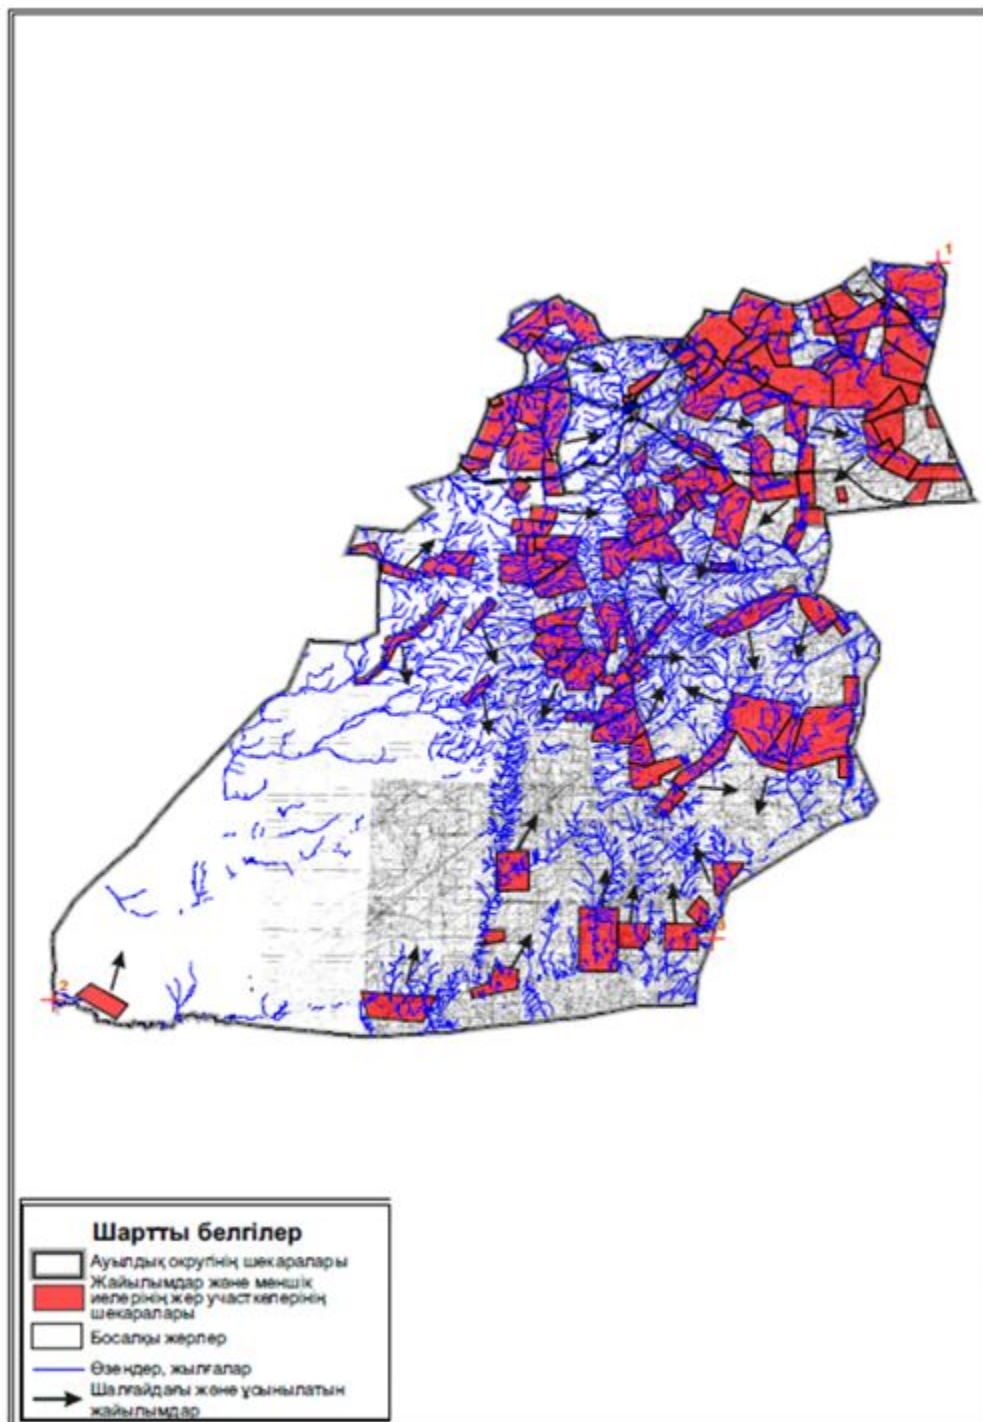 1
2
3
Шартты белгілер
Ауылдық округінің шекаралары
Жайылымдар және меншік
иелерінің жер учаскелерінің
шекаралары
Босалқы жерлер
Өзендер, жылғалар
Шалғайдағы және ұсынылатын
жайылымдар